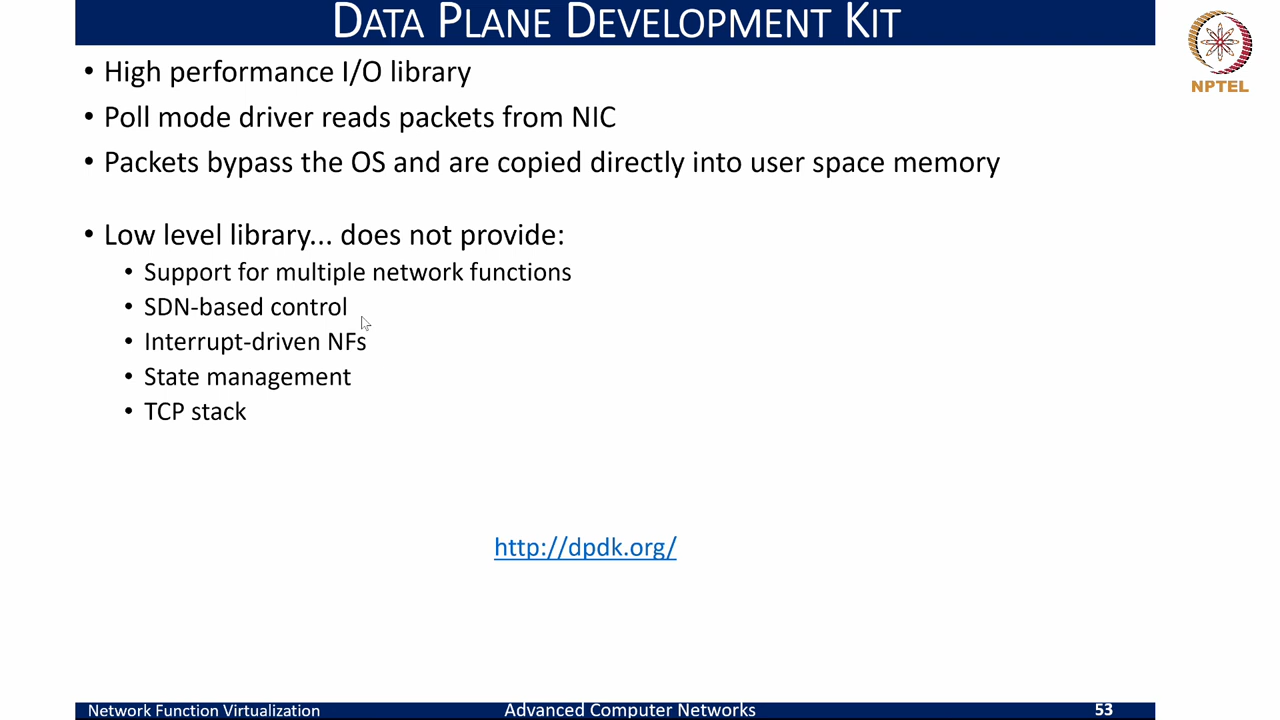 DATA PLANE DEVELOPMENT KIT
NPTEL
• High performance I/O library
• Poll mode driver reads packets from NIC
• Packets bypass the OS and are copied directly into user space memory
• Low level library... does not provide:
• Support for multiple network functions
• SDN-based control
• Interrupt-driven NFs
• State management
• TCP stack
http://dpdk.org/
Network Function Virtualization Advanced Computer Networks 53